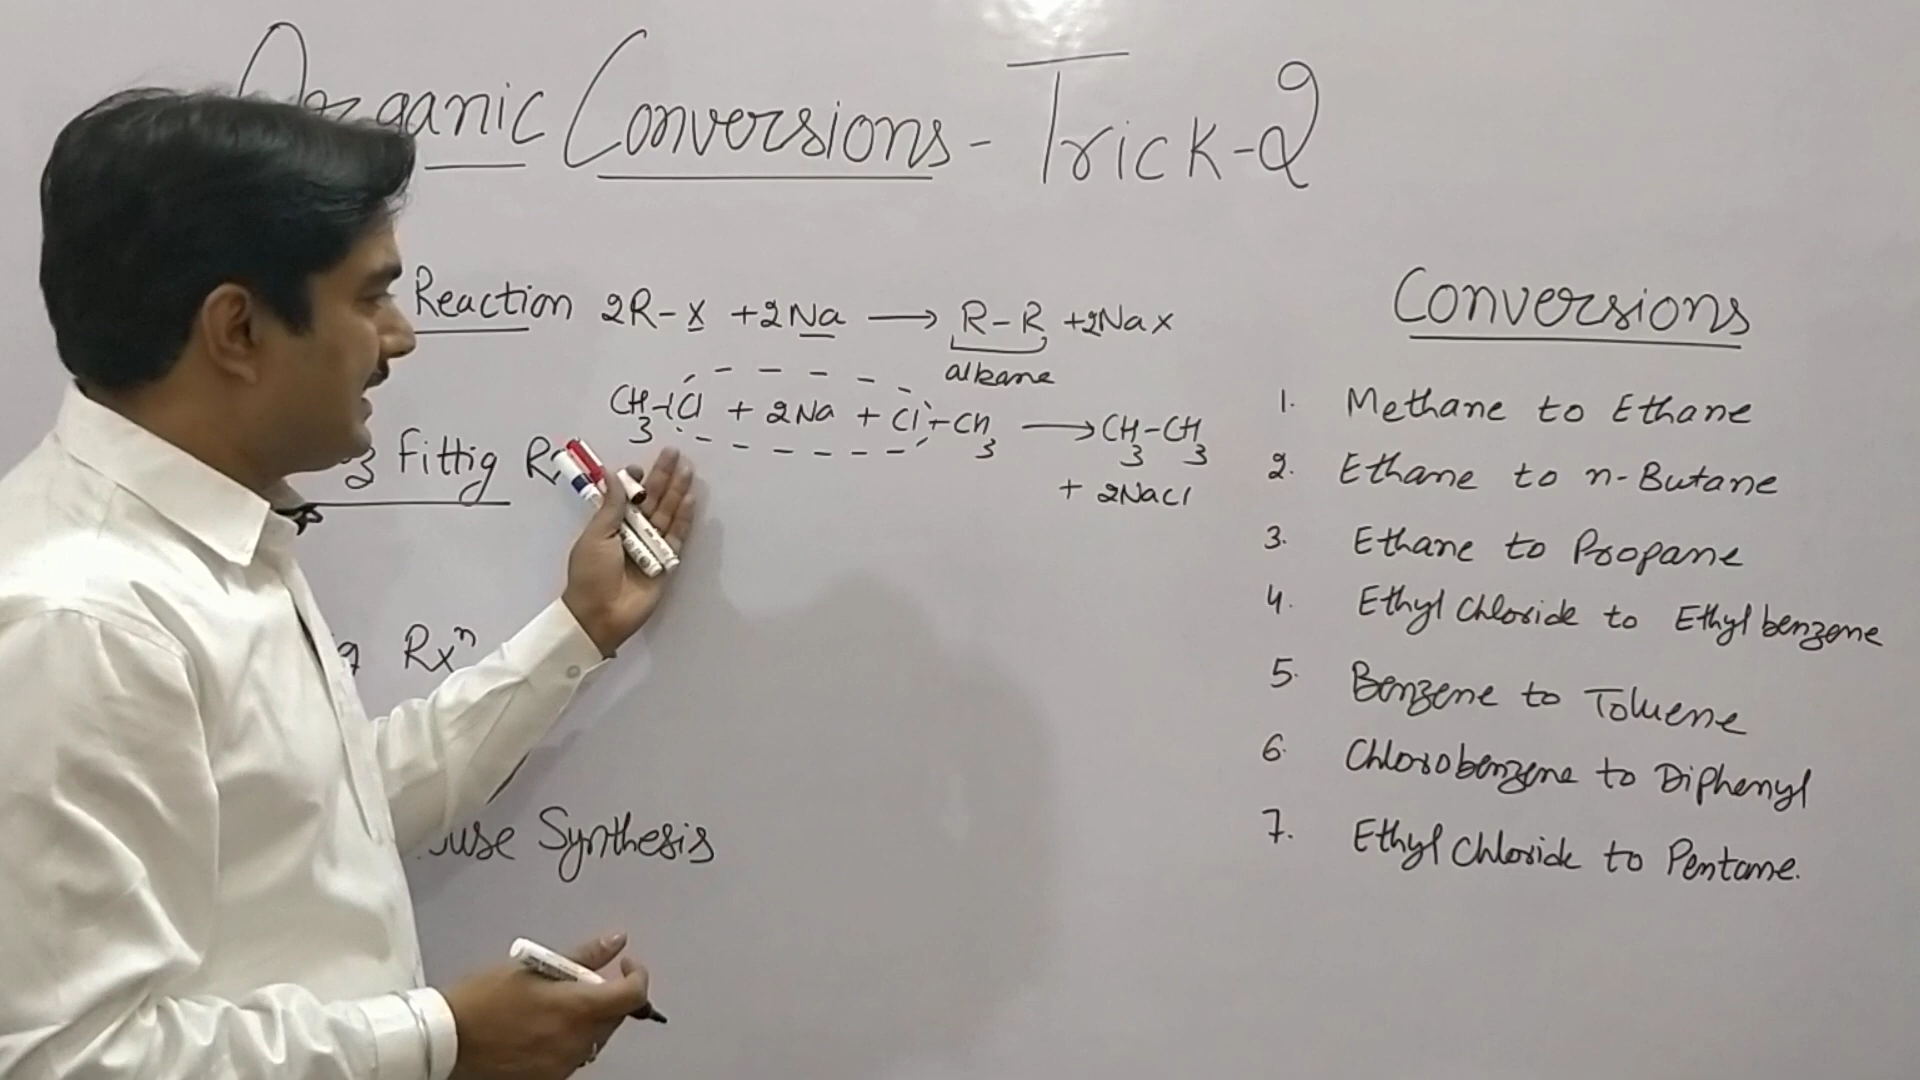 Organic Conversions - Trick-2
Reaction 2R-X + 2Na ⟶ R-R + 2Nax
alkane
CH₃-Cl + 2Na + Cl-CH₃ ⟶ CH₃-CH₃
+ 2NaCl
Fittig
Rxⁿ
Synthesis
Conversions
1. Methane to Ethane
2. Ethane to n-Butane
3. Ethane to Propane
4. Ethyl Chloride to Ethyl benzene
5. Benzene to Toluene
6. Chlorobenzene to Diphenyl
7. Ethyl Chloride to Pentane.